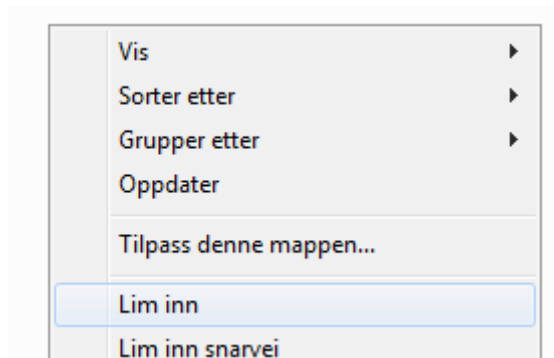 Vis
Sorter etter
Grupper etter
Oppdater
Tilpass denne mappen...
Lim inn
Lim inn snarvei